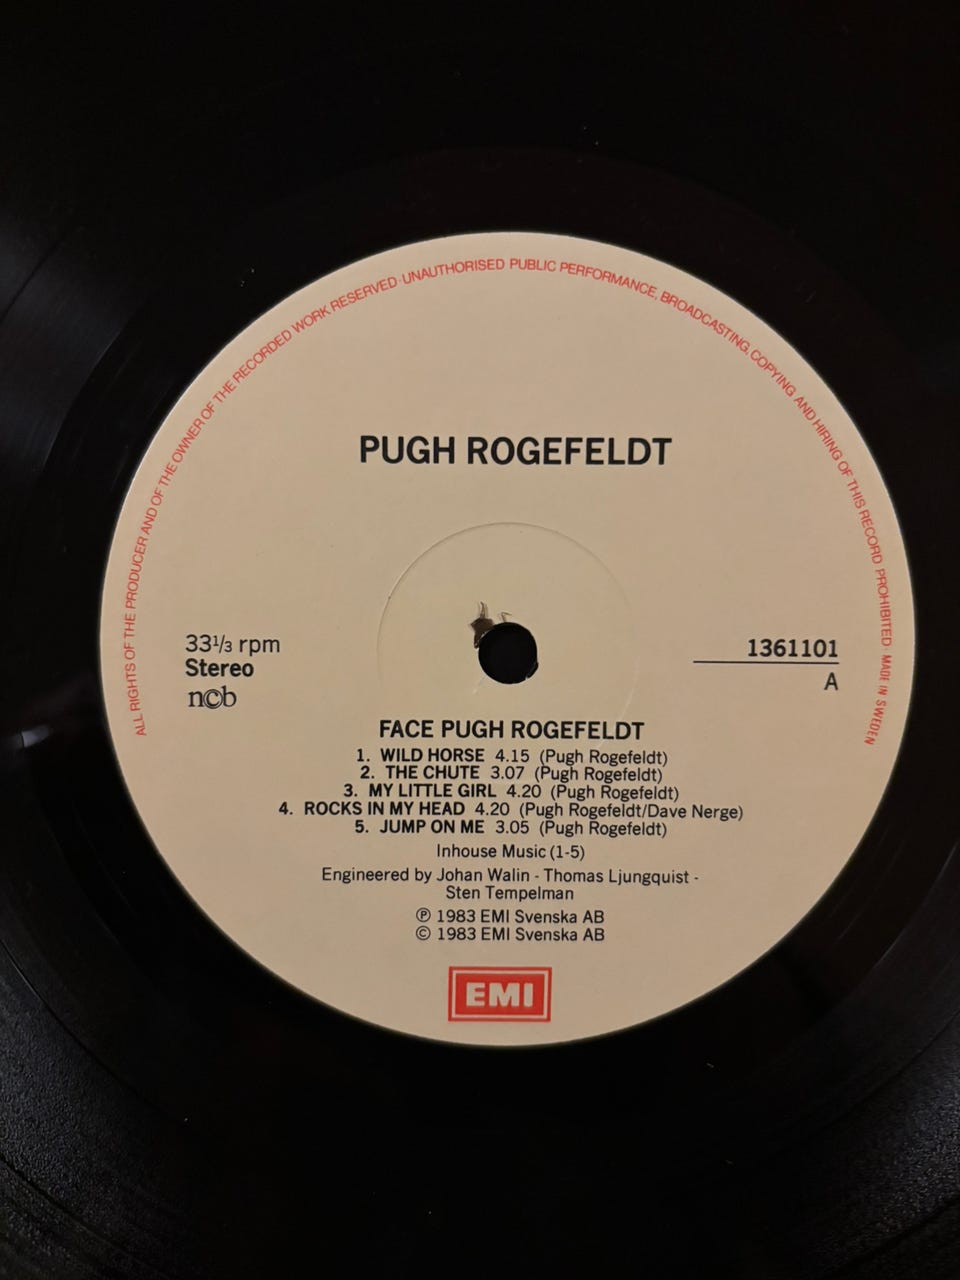 ALL RIGHTS OF THE PRODUCER AND OF THE OWNER OF THE RECORDED WORK RESERVED · UNAUTHORISED PUBLIC PERFORMANCE, BROADCASTING, COPYING AND HIRING OF THIS RECORD PROHIBITED · MADE IN SWEDEN
PUGH ROGEFELDT
33 1/3 rpm
Stereo
ncb
1361101
A
FACE PUGH ROGEFELDT
1. WILD HORSE 4.15 (Pugh Rogefeldt)
2. THE CHUTE 3.07 (Pugh Rogefeldt)
3. MY LITTLE GIRL 4.20 (Pugh Rogefeldt)
4. ROCKS IN MY HEAD 4.20 (Pugh Rogefeldt/Dave Nerge)
5. JUMP ON ME 3.05 (Pugh Rogefeldt)
Inhouse Music (1-5)
Engineered by Johan Walin - Thomas Ljungquist -
Sten Tempelman
℗ 1983 EMI Svenska AB
© 1983 EMI Svenska AB
EMI